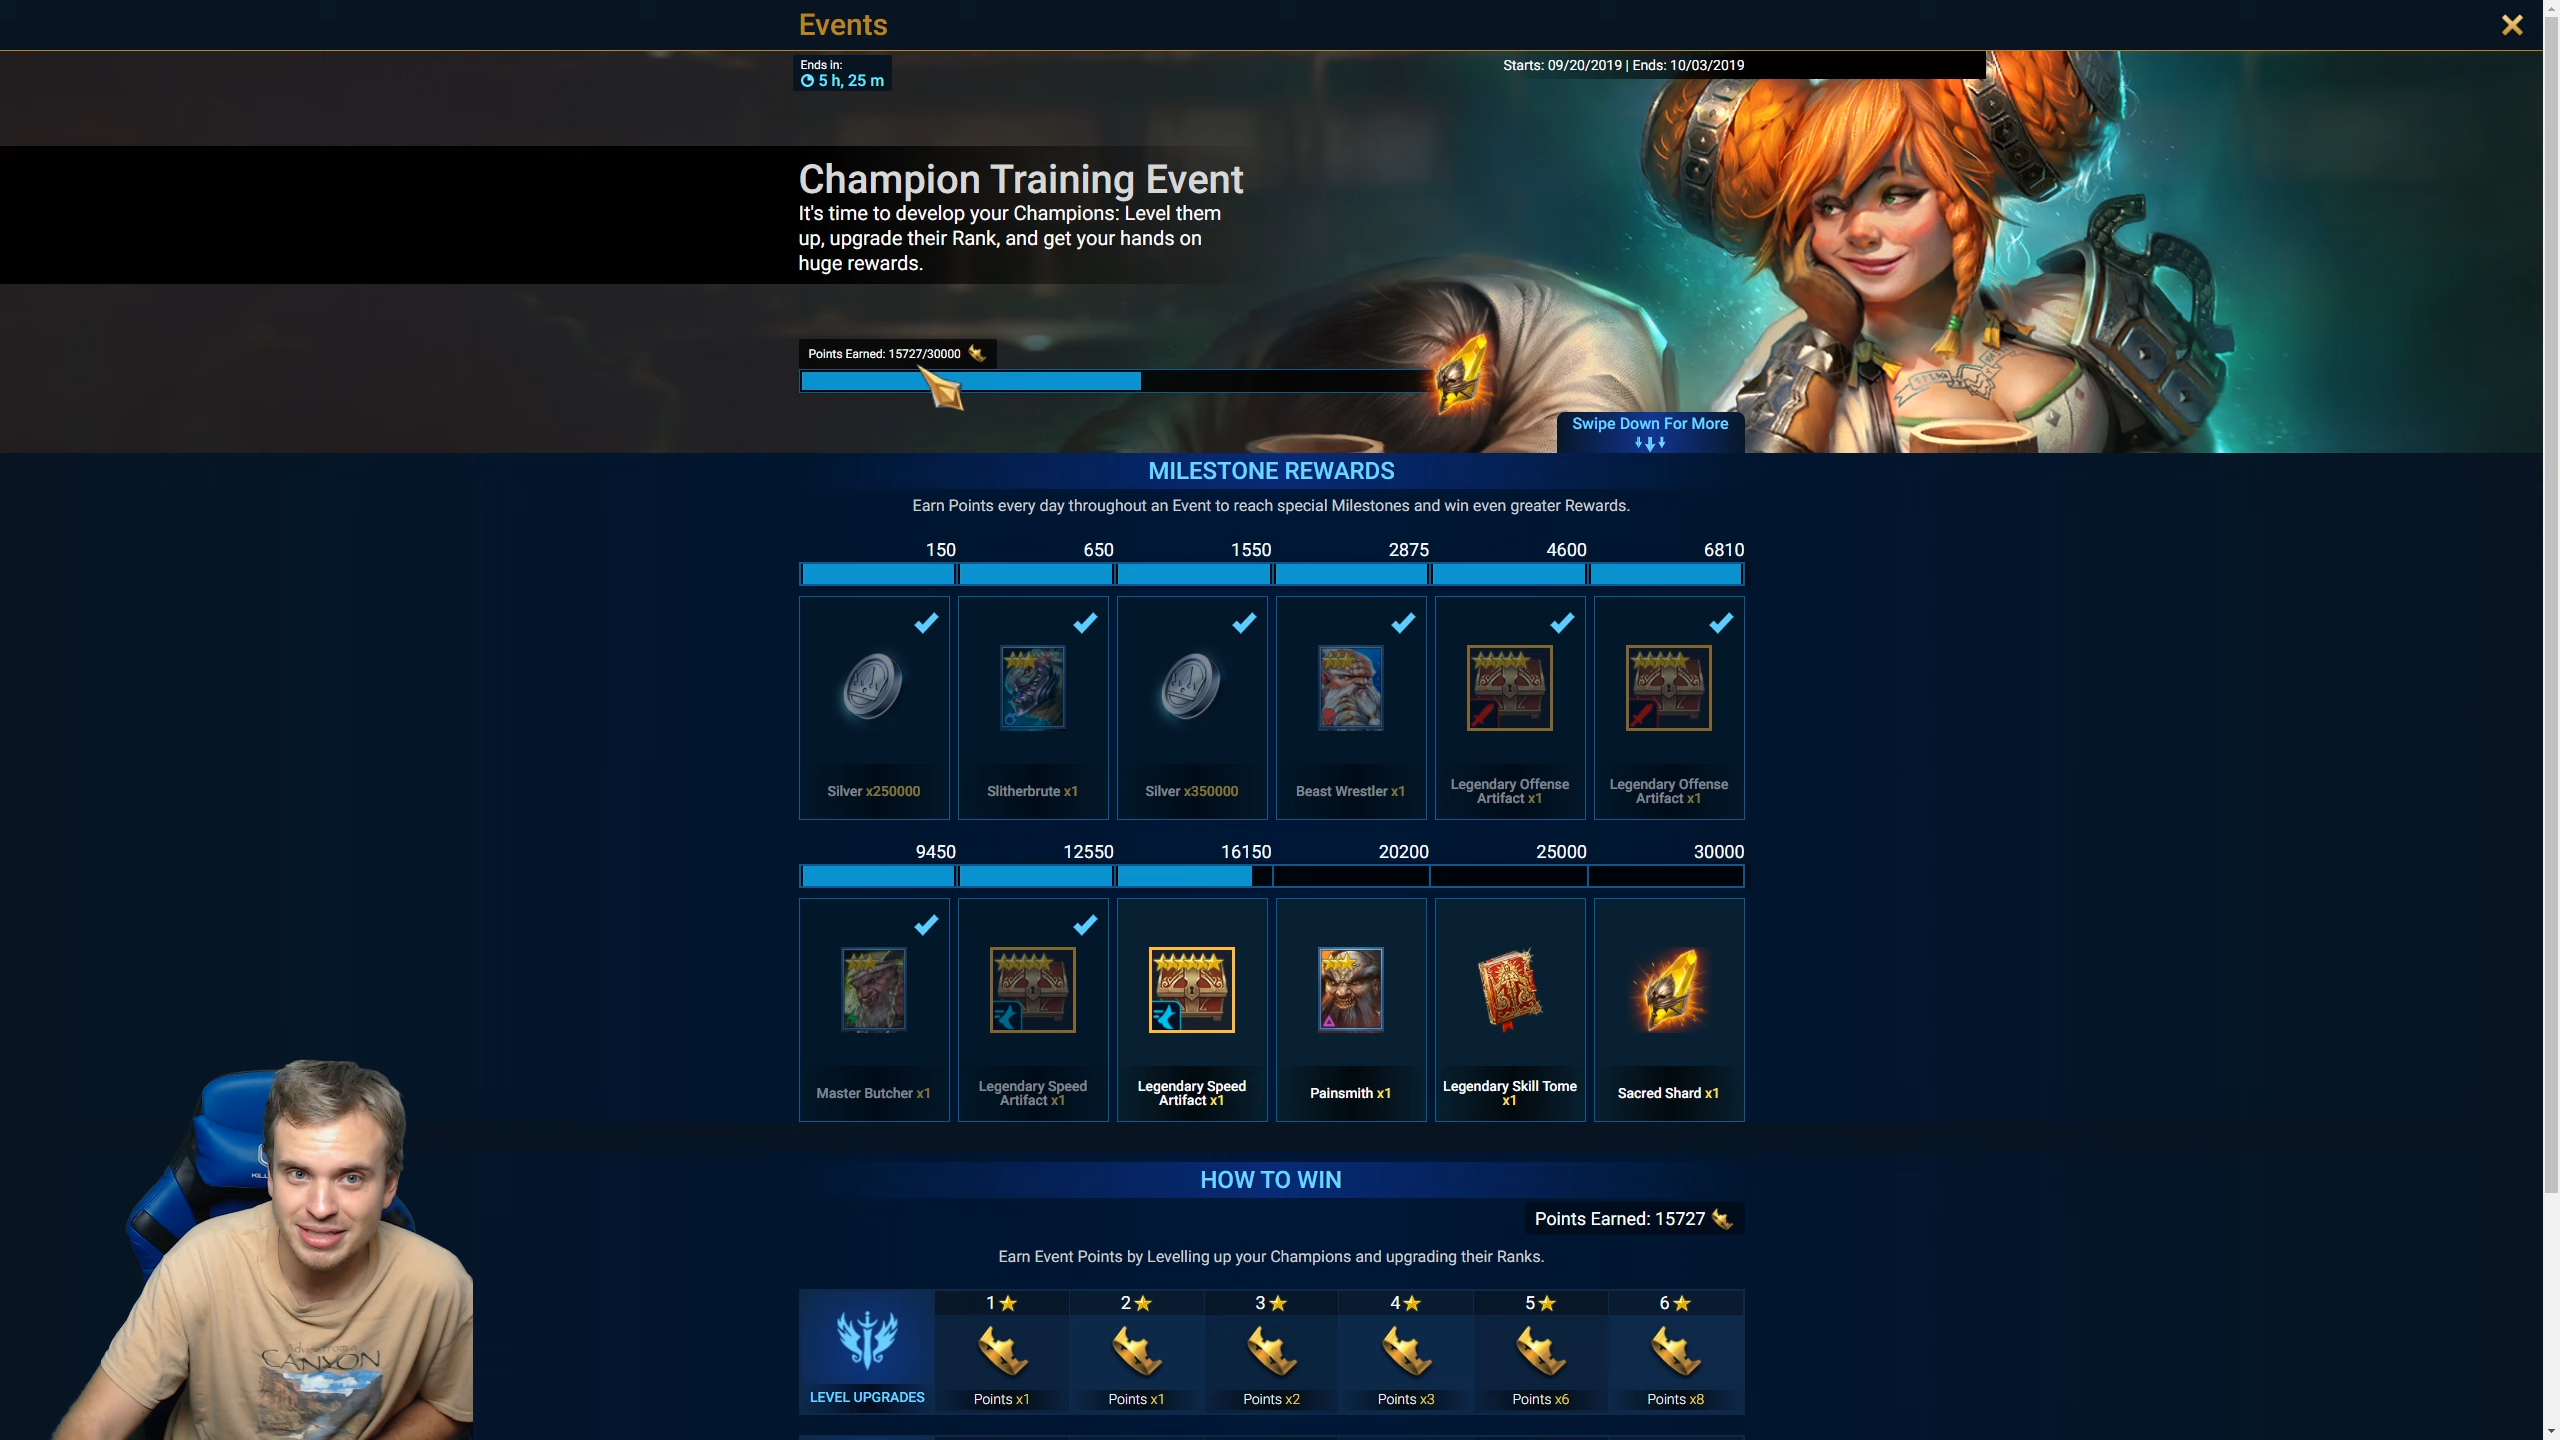 Events
Ends in:
5 h, 25 m
Starts: 09/20/2019 | Ends: 10/03/2019
Champion Training Event
It's time to develop your Champions: Level them
up, upgrade their Rank, and get your hands on
huge rewards.
Points Earned: 15727/30000
Swipe Down For More
MILESTONE REWARDS
Earn Points every day throughout an Event to reach special Milestones and win even greater Rewards.
150 650 1550 2875 4600 6810
Silver x250000
Slitherbrute x1
Silver x350000
Beast Wrestler x1
Legendary Offense
Artifact x1
Legendary Offense
Artifact x1
9450 12550 16150 20200 25000 30000
Master Butcher x1
Legendary Speed
Artifact x1
Legendary Speed
Artifact x1
Painsmith x1
Legendary Skill Tome
x1
Sacred Shard x1
HOW TO WIN
Points Earned: 15727
Earn Event Points by Levelling up your Champions and upgrading their Ranks.
1 2 3 4 5 6
LEVEL UPGRADES
Points x1
Points x1
Points x2
Points x3
Points x6
Points x8
Advice from a
CANYON